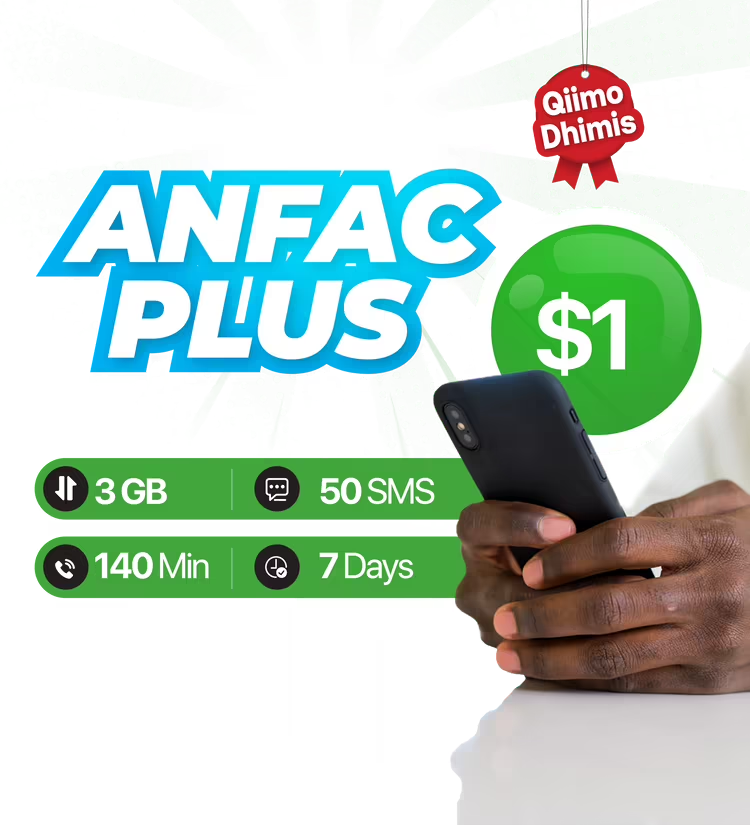 Qiimo
Dhimis
ANFAC
PLUS
$1
3 GB
50 SMS
140 Min
7 Days